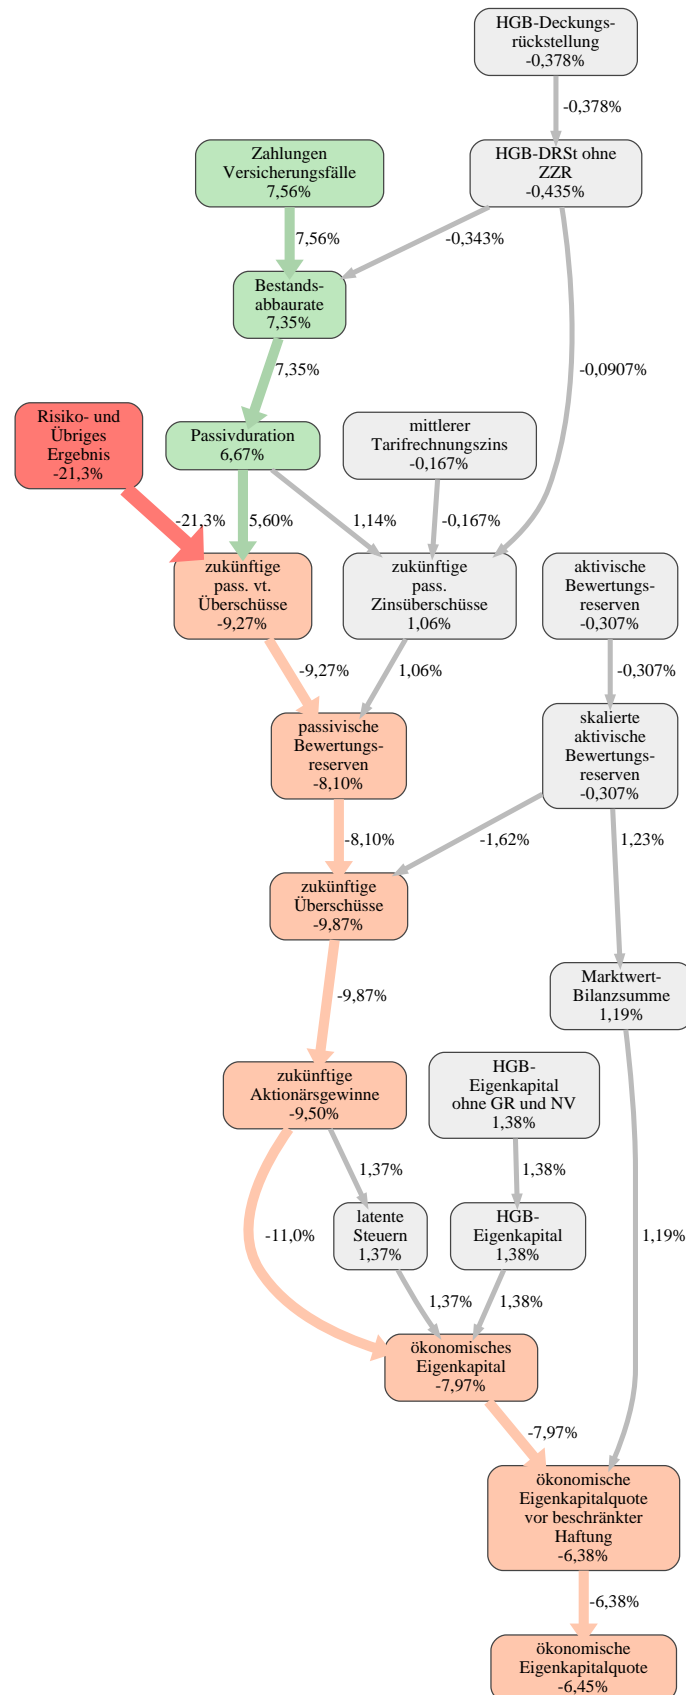 HGB-Deckungs-
rückstellung
-0,378%
-0,378%
Zahlungen
Versicherungsfälle
7,56%
HGB-DRSt ohne
ZZR
-0,435%
7,56%
-0,343%
Bestands-
abbaurate
7,35%
7,35%
-0,0907%
Risiko- und
Übriges
Ergebnis
-21,3%
Passivduration
6,67%
mittlerer
Tarifrechnungszins
-0,167%
-21,3%
5,60%
1,14%
-0,167%
zukünftige
pass. vt.
Überschüsse
-9,27%
zukünftige
pass.
Zinsüberschüsse
1,06%
aktivische
Bewertungs-
reserven
-0,307%
-9,27%
1,06%
-0,307%
passivische
Bewertungs-
reserven
-8,10%
skalierte
aktivische
Bewertungs-
reserven
-0,307%
-8,10%
-1,62%
1,23%
zukünftige
Überschüsse
-9,87%
-9,87%
Marktwert-
Bilanzsumme
1,19%
zukünftige
Aktionärsgewinne
-9,50%
HGB-
Eigenkapital
ohne GR und NV
1,38%
1,37%
1,38%
-11,0%
latente
Steuern
1,37%
HGB-
Eigenkapital
1,38%
1,19%
1,37%
1,38%
ökonomisches
Eigenkapital
-7,97%
-7,97%
ökonomische
Eigenkapitalquote
vor beschränkter
Haftung
-6,38%
-6,38%
ökonomische
Eigenkapitalquote
-6,45%